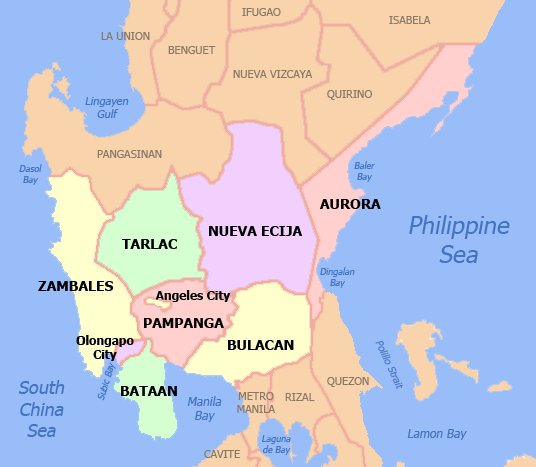 IFUGAO
ISABELA
LA UNION
BENGUET
NUEVA VIZCAYA
QUIRINO
Lingayen
Gulf
PANGASINAN
Dasol
Bay
Baler
Bay
AURORA
Philippine
Sea
NUEVA ECIJA
TARLAC
Dingalan
Bay
ZAMBALES
Angeles City
PAMPANGA
Olongapo
City
BULACAN
Polillo Strait
Subic Bay
BATAAN
QUEZON
South
China
Sea
Manila
Bay
METRO
MANILA
RIZAL
Laguna
de Bay
Lamon Bay
CAVITE